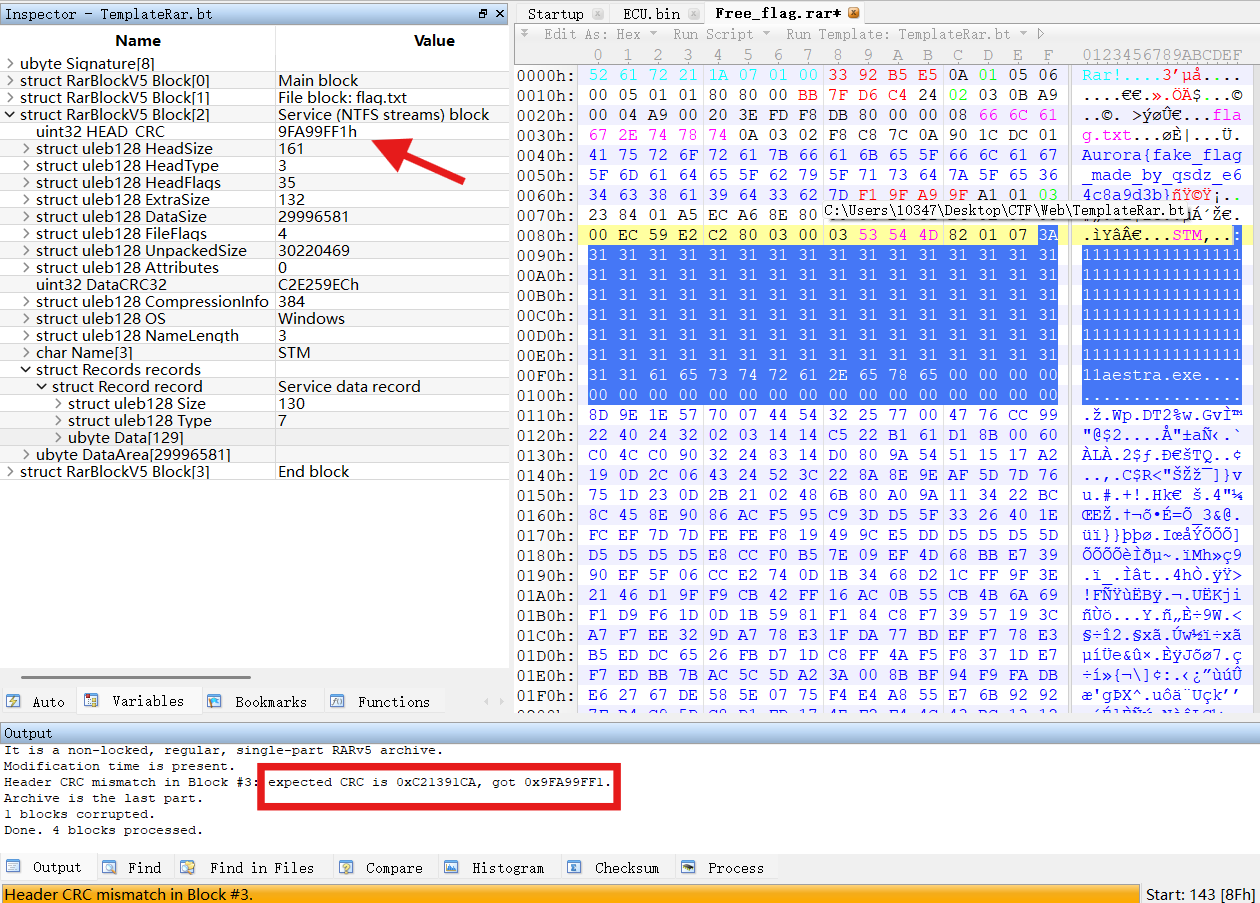 Inspector - TemplateRar.bt
Name Value
ubyte Signature[8]
struct RarBlockV5 Block[0] Main block
struct RarBlockV5 Block[1] File block: flag.txt
struct RarBlockV5 Block[2] Service (NTFS streams) block
uint32 HEAD_CRC 9FA99FF1h
struct uleb128 HeadSize 161
struct uleb128 HeadType 3
struct uleb128 HeadFlags 35
struct uleb128 ExtraSize 132
struct uleb128 DataSize 29996581
struct uleb128 FileFlags 4
struct uleb128 UnpackedSize 30220469
struct uleb128 Attributes 0
uint32 DataCRC32 C2E259ECh
struct uleb128 CompressionInfo 384
struct uleb128 OS Windows
struct uleb128 NameLength 3
char Name[3] STM
struct Records records
struct Record record Service data record
struct uleb128 Size 130
struct uleb128 Type 7
ubyte Data[129]
ubyte DataArea[29996581]
struct RarBlockV5 Block[3] End block
Auto Variables Bookmarks Functions
Startup ECU.bin Free_flag.rar*
Edit As: Hex Run Script Run Template: TemplateRar.bt
0 1 2 3 4 5 6 7 8 9 A B C D E F 0123456789ABCDEF
0000h: 52 61 72 21 1A 07 01 00 33 92 B5 E5 0A 01 05 06 Rar!....3’µå....
0010h: 00 05 01 01 80 80 00 BB 7F D6 C4 24 02 03 0B A9 ....€€.».ÖÄ$...©
0020h: 00 04 A9 00 20 3E FD F8 DB 80 00 00 08 66 6C 61 ..©. >ýøÛ€...fla
0030h: 67 2E 74 78 74 0A 03 02 F8 C8 7C 0A 90 1C DC 01 g.txt...øÈ|...Ü.
0040h: 41 75 72 6F 72 61 7B 66 61 6B 65 5F 66 6C 61 67 Aurora{fake_flag
0050h: 5F 6D 61 64 65 5F 62 79 5F 71 73 64 7A 5F 65 36 _made_by_qsdz_e6
0060h: 34 63 38 61 39 64 33 62 7D F1 9F A9 9F A1 01 03 4c8a9d3b}ñŸ©Ÿ¡..
0070h: 23 84 01 A5 EC A6 8E 80 C:\Users\10347\Desktop\CTF\Web\TemplateRar.bt
0080h: 00 EC 59 E2 C2 80 03 00 03 53 54 4D 82 01 07 3A .ìYâÂ€...STM‚..:
0090h: 31 31 31 31 31 31 31 31 31 31 31 31 31 31 31 31 1111111111111111
00A0h: 31 31 31 31 31 31 31 31 31 31 31 31 31 31 31 31 1111111111111111
00B0h: 31 31 31 31 31 31 31 31 31 31 31 31 31 31 31 31 1111111111111111
00C0h: 31 31 31 31 31 31 31 31 31 31 31 31 31 31 31 31 1111111111111111
00D0h: 31 31 31 31 31 31 31 31 31 31 31 31 31 31 31 31 1111111111111111
00E0h: 31 31 31 31 31 31 31 31 31 31 31 31 31 31 31 31 1111111111111111
00F0h: 31 31 61 65 73 74 72 61 2E 65 78 65 00 00 00 00 11aestra.exe....
0100h: 00 00 00 00 00 00 00 00 00 00 00 00 00 00 00 00 ................
0110h: 8D 9E 1E 57 70 07 44 54 32 25 77 00 47 76 CC 99 .ž.Wp.DT2%w.GvÌ™
0120h: 22 40 24 32 02 03 14 14 C5 22 B1 61 D1 8B 00 60 "@$2....Å"±aÑ‹.`
0130h: C0 4C C0 90 32 24 83 14 D0 80 9A 54 51 15 17 A2 ÀLÀ.2$ƒ.Ð€šTQ..¢
0140h: 19 0D 2C 06 43 24 52 3C 22 8A 8E 9E AF 5D 7D 76 ..,.C$R<"ŠŽž¯]}v
0150h: 75 1D 23 0D 2B 21 02 48 6B 80 A0 9A 11 34 22 BC u.#.+!.Hk€ š.4"¼
0160h: 8C 45 8E 90 86 AC F5 95 C9 3D D5 5F 33 26 40 1E ŒEŽ.†¬õ•É=Õ_3&@.
0170h: FC EF 7D 7D FE FE F8 19 49 9C E5 DD D5 D5 D5 5D üï}}þþø.IœåÝÕÕÕ]
0180h: D5 D5 D5 D5 E8 CC F0 B5 7E 09 EF 4D 68 BB E7 39 ÕÕÕÕèÌðµ~.ïMh»ç9
0190h: 90 EF 5F 06 CC E2 74 0D 1B 34 68 D2 1C FF 9F 3E .ï_.Ìât..4hÒ.ÿŸ>
01A0h: 21 46 D1 9F F9 CB 42 FF 16 AC 0B 55 CB 4B 6A 69 !FÑŸùËBÿ.¬.UËKji
01B0h: F1 D9 F6 1D 0D 1B 59 81 F1 84 C8 F7 39 57 19 3C ñÙö...Y.ñ„È÷9W.<
01C0h: A7 F7 EE 32 9D A7 78 E3 1F DA 77 BD EF F7 78 E3 §÷î2.§xã.Úw½ï÷xã
01D0h: B5 ED DC 65 26 FB D7 1D C8 FF 4A F5 F8 37 1D E7 µíÜe&û×.ÈÿJõø7.ç
01E0h: F7 ED BB 7B AC 5C 5D A2 3A 00 8B BF 94 F9 FA DB ÷í»{¬\]¢:.‹¿”ùúÛ
01F0h: E6 27 67 DE 58 5E 07 75 F4 E4 A8 55 E7 6B 92 92 æ'gÞX^.uôä¨Uçk’’
Output
It is a non-locked, regular, single-part RARv5 archive.
Modification time is present.
Header CRC mismatch in Block #3: expected CRC is 0xC21391CA, got 0x9FA99FF1.
Archive is the last part.
1 blocks corrupted.
Done. 4 blocks processed.
Output Find Find in Files Compare Histogram Checksum Process
Header CRC mismatch in Block #3. Start: 143 [8Fh]